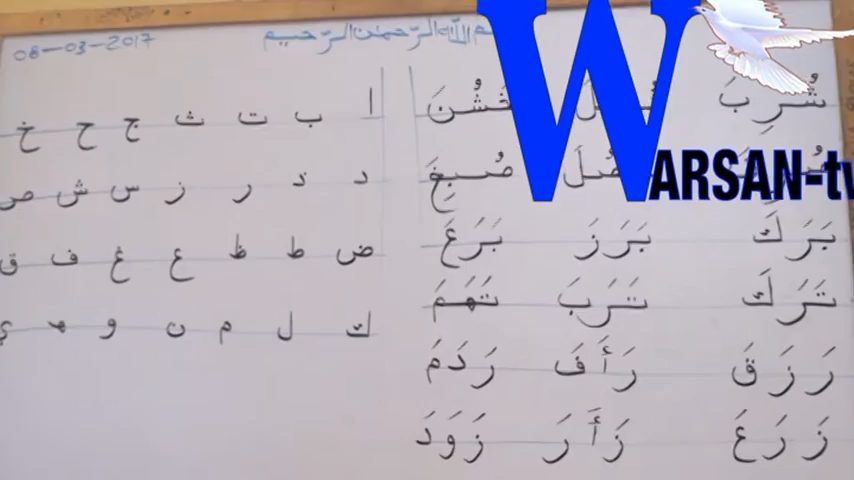 بسم الله الرحمن الرحيم
08-03-2017
WARSAN-tv
شُرِبَ
خَشُنَ
صُبِغَ
بَرَكَ بَرَزَ بَرَعَ
تَرَكَ تَرَبَ تَهَمَ
رَزَقَ رَأَفَ رَدَمَ
زَرَعَ زَأَرَ زَوَدَ
ا ب ت ث ج ح خ
د ذ ر ز س ش ص
ض ط ظ ع غ ف ق
ك ل م ن و ه ي